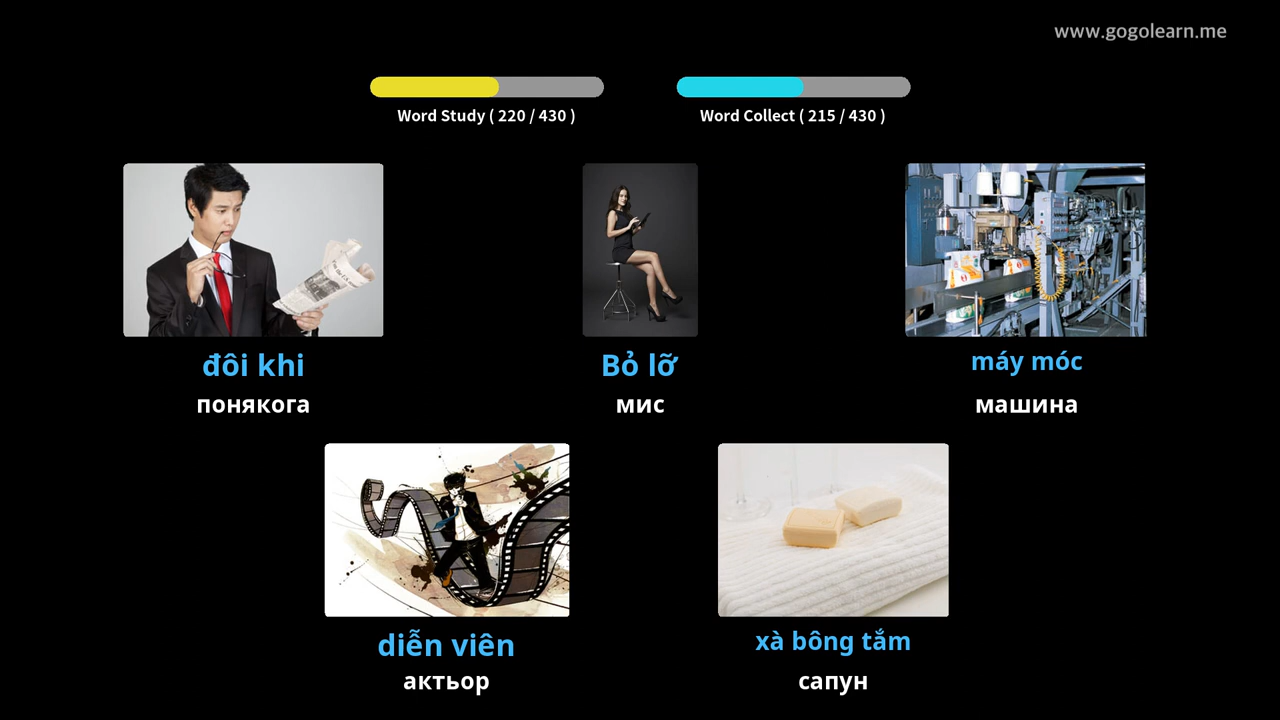 www.gogolearn.me
Word Study ( 220 / 430 )
Word Collect ( 215 / 430 )
đôi khi
понякога
Bỏ lỡ
мис
máy móc
машина
diễn viên
актьор
xà bông tắm
сапун